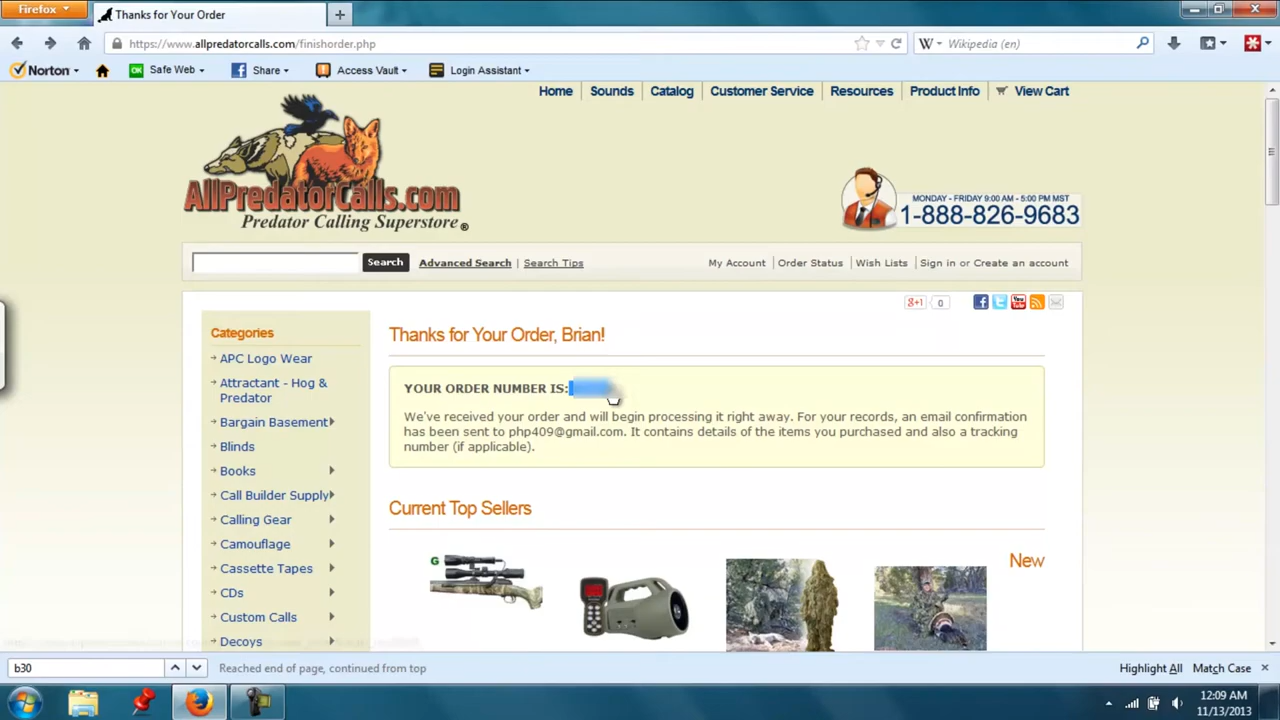 Firefox
Thanks for Your Order
https://www.allpredatorcalls.com/finishorder.php
Wikipedia (en)
Norton
OK Safe Web
Share
Access Vault
Login Assistant
Home Sounds Catalog Customer Service Resources Product Info View Cart
AllPredatorCalls.com
Predator Calling Superstore®
MONDAY - FRIDAY 9:00 AM - 5:00 PM MST
1-888-826-9683
Search Advanced Search | Search Tips
My Account Order Status Wish Lists Sign in or Create an account
g+1 0
You Tube
Categories
APC Logo Wear
Attractant - Hog &
Predator
Bargain Basement
Blinds
Books
Call Builder Supply
Calling Gear
Camouflage
Cassette Tapes
CDs
Custom Calls
Decoys
Thanks for Your Order, Brian!
YOUR ORDER NUMBER IS:
We've received your order and will begin processing it right away. For your records, an email confirmation
has been sent to php409@gmail.com. It contains details of the items you purchased and also a tracking
number (if applicable).
Current Top Sellers
G
New
b30
Reached end of page, continued from top
Highlight All Match Case
12:09 AM
11/13/2013